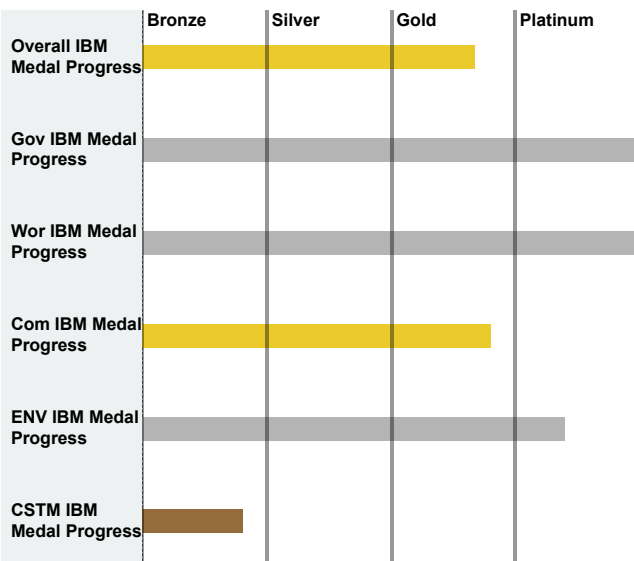 Bronze Silver Gold Platinum
Overall IBM
Medal Progress
Gov IBM Medal
Progress
Wor IBM Medal
Progress
Com IBM Medal
Progress
ENV IBM Medal
Progress
CSTM IBM
Medal Progress